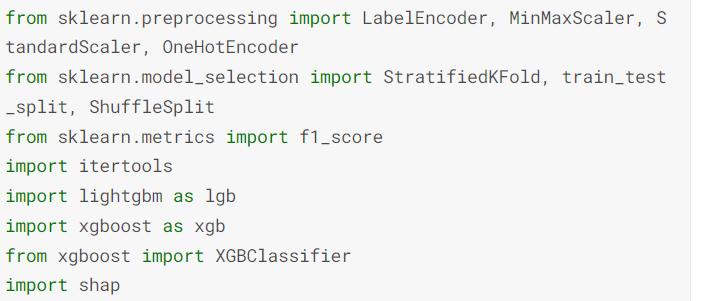 from sklearn.preprocessing import LabelEncoder, MinMaxScaler, S
tandardScaler, OneHotEncoder
from sklearn.model_selection import StratifiedKFold, train_test
_split, ShuffleSplit
from sklearn.metrics import f1_score
import itertools
import lightgbm as lgb
import xgboost as xgb
from xgboost import XGBClassifier
import shap